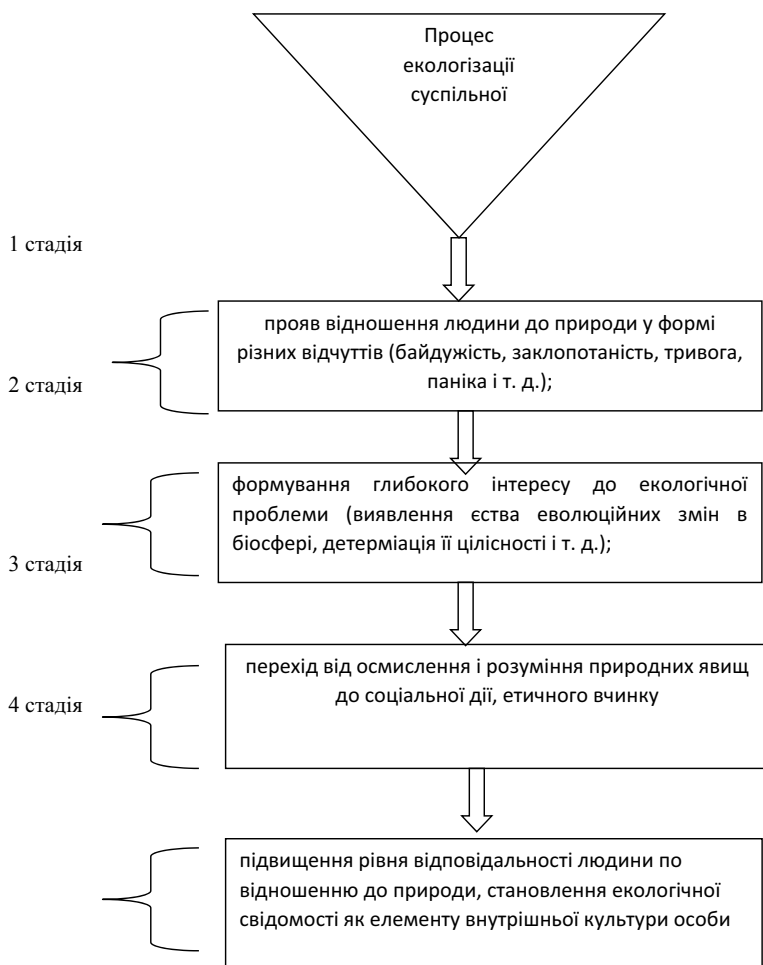 Процес
екологізації
суспільної
1 стадія
прояв відношення людини до природи у формі
різних відчуттів (байдужість, заклопотаність, тривога,
паніка і т. д.);
2 стадія
формування глибокого інтересу до екологічної
проблеми (виявлення єства еволюційних змін в
біосфері, детерміація її цілісності і т. д.);
3 стадія
перехід від осмислення і розуміння природних явищ
до соціальної дії, етичного вчинку
4 стадія
підвищення рівня відповідальності людини по
відношенню до природи, становлення екологічної
свідомості як елементу внутрішньої культури особи